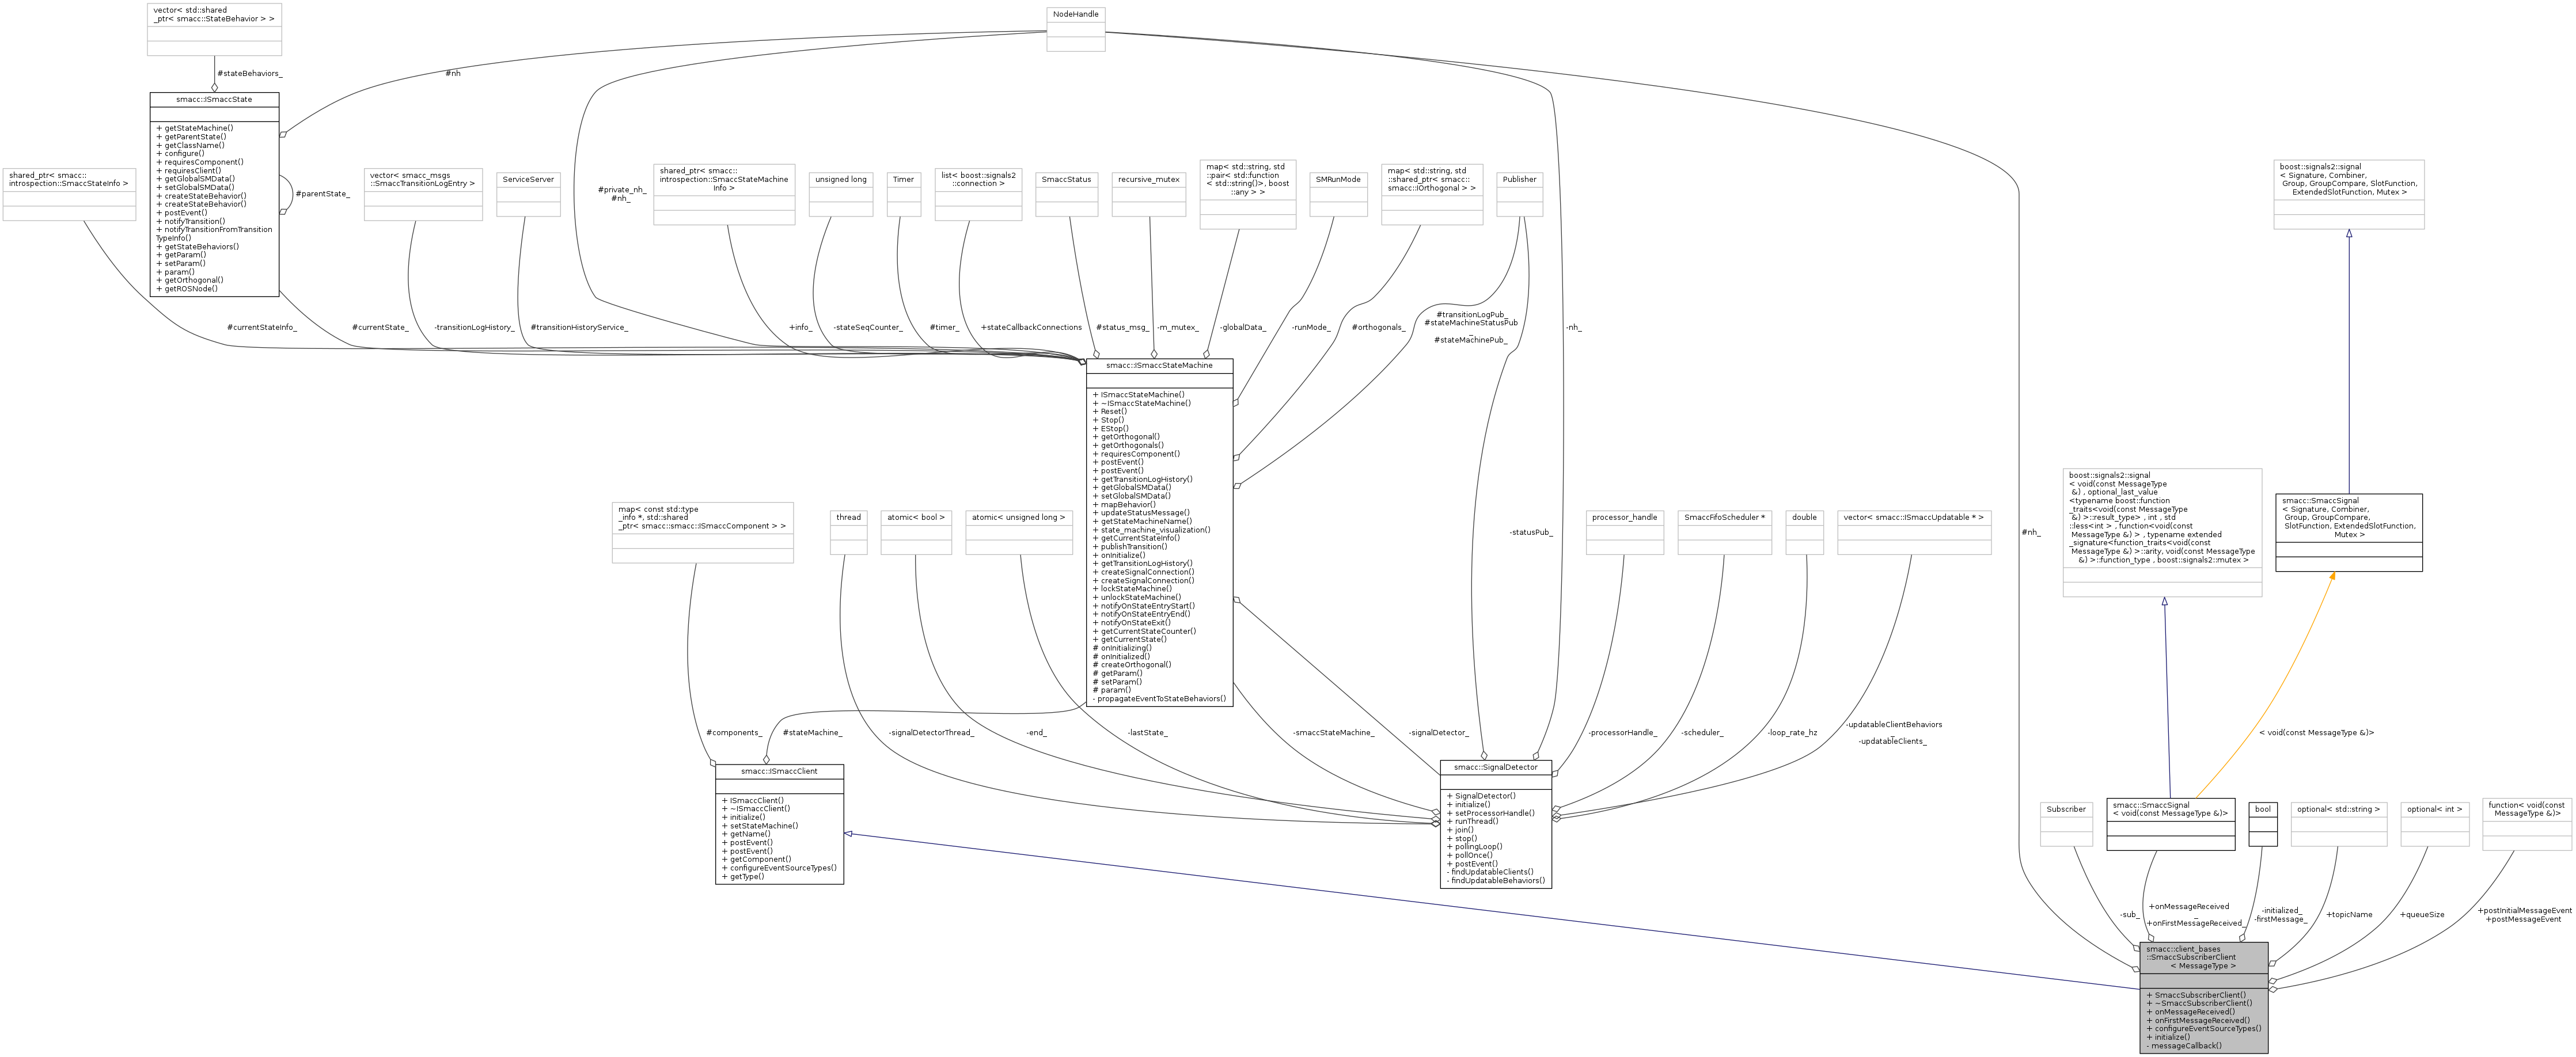 vector< std::shared
_ptr< smacc::StateBehavior > >
NodeHandle
#stateBehaviors_
#nh
smacc::ISmaccState
+ getStateMachine()
+ getParentState()
+ getClassName()
+ configure()
+ requiresComponent()
+ requiresClient()
+ getGlobalSMData()
+ setGlobalSMData()
+ createStateBehavior()
+ createStateBehavior()
+ postEvent()
+ notifyTransition()
+ notifyTransitionFromTransition
TypeInfo()
+ getStateBehaviors()
+ getParam()
+ setParam()
+ param()
+ getOrthogonal()
+ getROSNode()
#parentState_
shared_ptr< smacc::
introspection::SmaccStateInfo >
vector< smacc_msgs
::SmaccTransitionLogEntry >
ServiceServer
#private_nh_
#nh_
shared_ptr< smacc::
introspection::SmaccStateMachine
Info >
unsigned long
Timer
list< boost::signals2
::connection >
SmaccStatus
recursive_mutex
map< std::string, std
::pair< std::function
< std::string()>, boost
::any > >
SMRunMode
map< std::string, std
::shared_ptr< smacc::
smacc::IOrthogonal > >
Publisher
boost::signals2::signal
< Signature, Combiner,
Group, GroupCompare, SlotFunction,
ExtendedSlotFunction, Mutex >
#currentStateInfo_
#currentState_
-transitionLogHistory_
#transitionHistoryService_
+info_
-stateSeqCounter_
#timer_
+stateCallbackConnections
#status_msg_
-m_mutex_
-globalData_
-runMode_
#orthogonals_
#transitionLogPub_
#stateMachineStatusPub
_
#stateMachinePub_
-nh_
smacc::ISmaccStateMachine
+ ISmaccStateMachine()
+ ~ISmaccStateMachine()
+ Reset()
+ Stop()
+ EStop()
+ getOrthogonal()
+ getOrthogonals()
+ requiresComponent()
+ postEvent()
+ postEvent()
+ getTransitionLogHistory()
+ getGlobalSMData()
+ setGlobalSMData()
+ mapBehavior()
+ updateStatusMessage()
+ getStateMachineName()
+ state_machine_visualization()
+ getCurrentStateInfo()
+ publishTransition()
+ onInitialize()
+ getTransitionLogHistory()
+ createSignalConnection()
+ createSignalConnection()
+ lockStateMachine()
+ unlockStateMachine()
+ notifyOnStateEntryStart()
+ notifyOnStateEntryEnd()
+ notifyOnStateExit()
+ getCurrentStateCounter()
+ getCurrentState()
# onInitializing()
# onInitialized()
# createOrthogonal()
# getParam()
# setParam()
# param()
- propagateEventToStateBehaviors()
boost::signals2::signal
< void(const MessageType
&) , optional_last_value
<typename boost::function
_traits<void(const MessageType
&) >::result_type> , int , std
::less<int > , function<void(const
MessageType &) > , typename extended
_signature<function_traits<void(const
MessageType &) >::arity, void(const MessageType
&) >::function_type , boost::signals2::mutex >
smacc::SmaccSignal
< Signature, Combiner,
Group, GroupCompare,
SlotFunction, ExtendedSlotFunction,
Mutex >
map< const std::type
_info *, std::shared
_ptr< smacc::smacc::ISmaccComponent > >
thread
atomic< bool >
atomic< unsigned long >
-statusPub_
processor_handle
SmaccFifoScheduler *
double
vector< smacc::ISmaccUpdatable * >
#nh_
#components_
#stateMachine_
-signalDetectorThread_
-end_
-lastState_
-smaccStateMachine_
-signalDetector_
-processorHandle_
-scheduler_
-loop_rate_hz
-updatableClientBehaviors
_
-updatableClients_
< void(const MessageType &)>
smacc::ISmaccClient
+ ISmaccClient()
+ ~ISmaccClient()
+ initialize()
+ setStateMachine()
+ getName()
+ postEvent()
+ postEvent()
+ getComponent()
+ configureEventSourceTypes()
+ getType()
smacc::SignalDetector
+ SignalDetector()
+ initialize()
+ setProcessorHandle()
+ runThread()
+ join()
+ stop()
+ pollingLoop()
+ pollOnce()
+ postEvent()
- findUpdatableClients()
- findUpdatableBehaviors()
Subscriber
smacc::SmaccSignal
< void(const MessageType &)>
bool
optional< std::string >
optional< int >
function< void(const
MessageType &)>
-sub_
+onMessageReceived
_
+onFirstMessageReceived_
-initialized_
-firstMessage_
+topicName
+queueSize
+postInitialMessageEvent
+postMessageEvent
smacc::client_bases
::SmaccSubscriberClient
< MessageType >
+ SmaccSubscriberClient()
+ ~SmaccSubscriberClient()
+ onMessageReceived()
+ onFirstMessageReceived()
+ configureEventSourceTypes()
+ initialize()
- messageCallback()